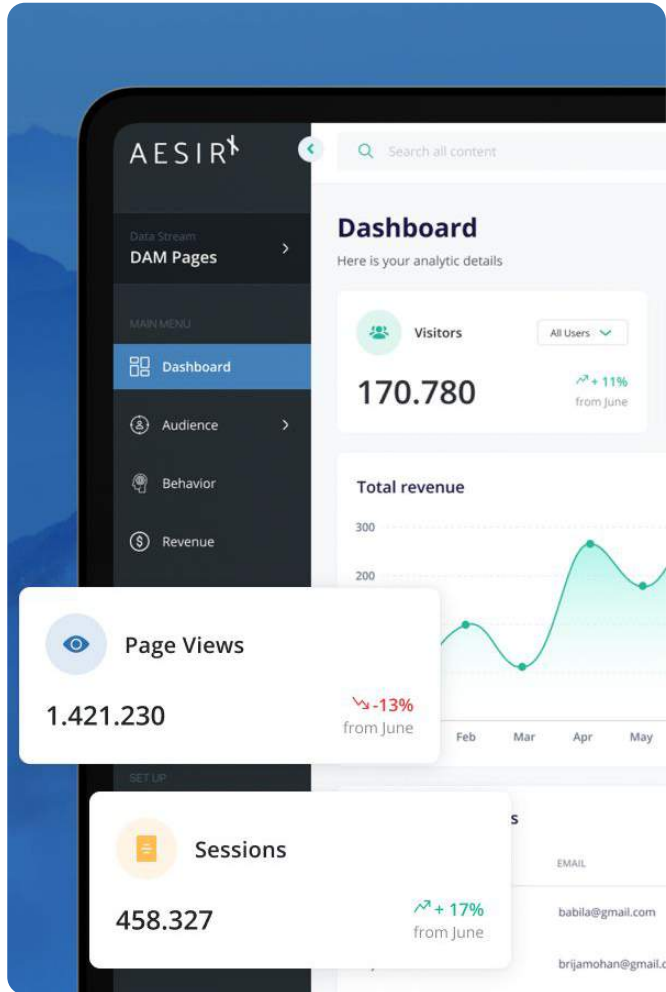 AESIRX
Search all content
Data Stream
DAM Pages
Dashboard
Here is your analytic details
MAIN MENU
Dashboard
Audience
Behavior
Revenue
Visitors
All Users
170.780
+ 11%
from June
Total revenue
300
200
Feb Mar Apr May
Page Views
1.421.230
-13%
from June
SET UP
Sessions
458.327
+ 17%
from June
s
EMAIL
babila@gmail.com
brijamohan@gmail.c